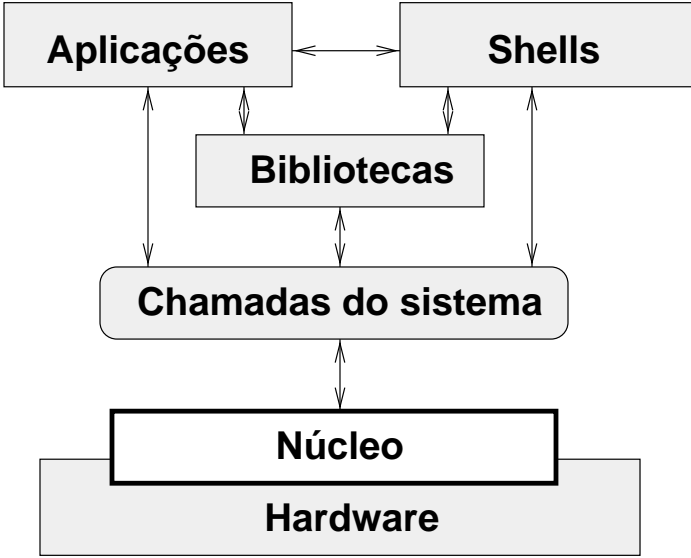 Aplicações
Shells
Bibliotecas
Chamadas do sistema
Núcleo
Hardware